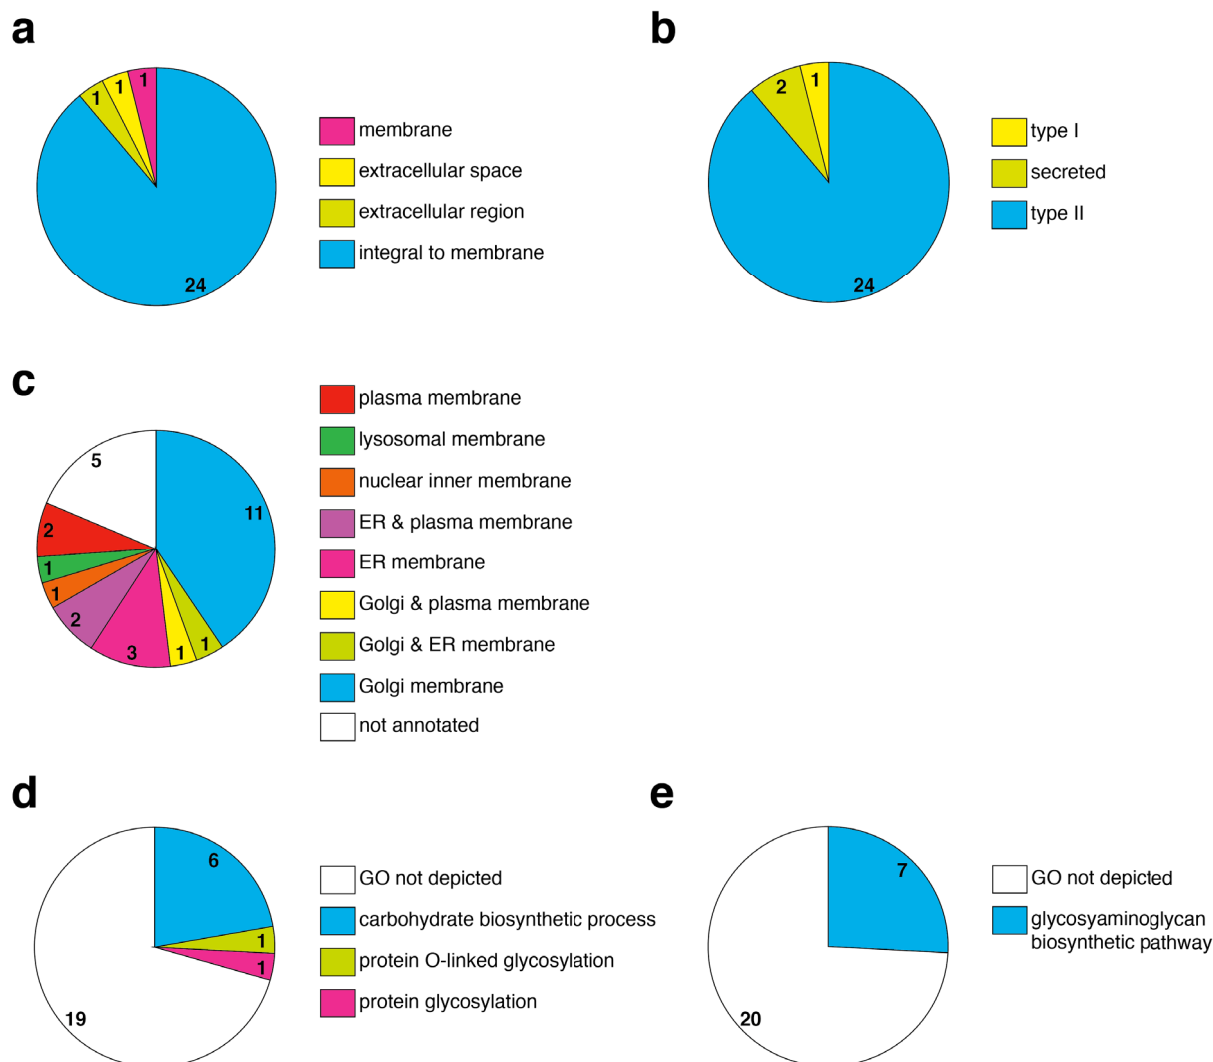 a
1
1
1
24
membrane
extracellular space
extracellular region
integral to membrane
b
2
1
24
type I
secreted
type II
c
5
11
2
1
1
2
3
1
1
plasma membrane
lysosomal membrane
nuclear inner membrane
ER & plasma membrane
ER membrane
Golgi & plasma membrane
Golgi & ER membrane
Golgi membrane
not annotated
d
6
1
1
19
GO not depicted
carbohydrate biosynthetic process
protein O-linked glycosylation
protein glycosylation
e
7
20
GO not depicted
glycosyaminoglycan
biosynthetic pathway